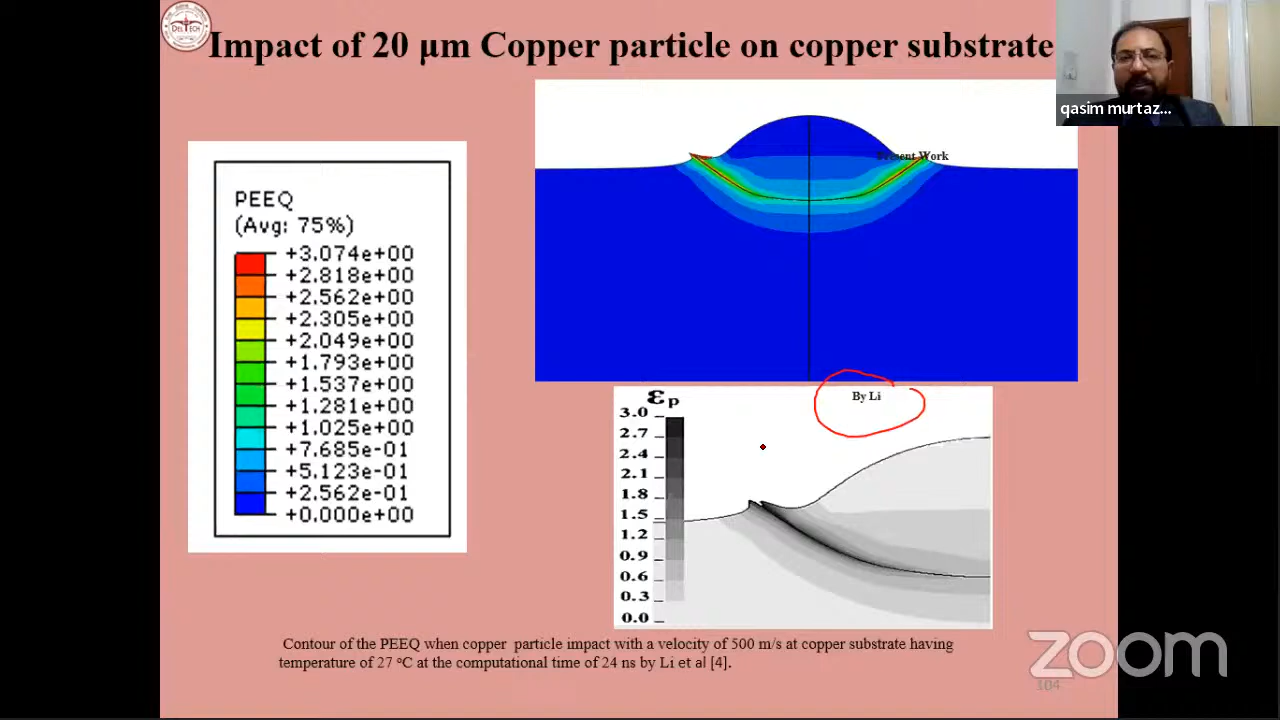 DELTECH
Impact of 20 μm Copper particle on copper substrate
qasim murtaz...
Present Work
PEEQ
(Avg: 75%)
+3.074e+00
+2.818e+00
+2.562e+00
+2.305e+00
+2.049e+00
+1.793e+00
+1.537e+00
+1.281e+00
+1.025e+00
+7.685e-01
+5.123e-01
+2.562e-01
+0.000e+00
By Li
εp
3.0
2.7
2.4
2.1
1.8
1.5
1.2
0.9
0.6
0.3
0.0
Contour of the PEEQ when copper particle impact with a velocity of 500 m/s at copper substrate having
temperature of 27 °C at the computational time of 24 ns by Li et al [4].
zoom
104